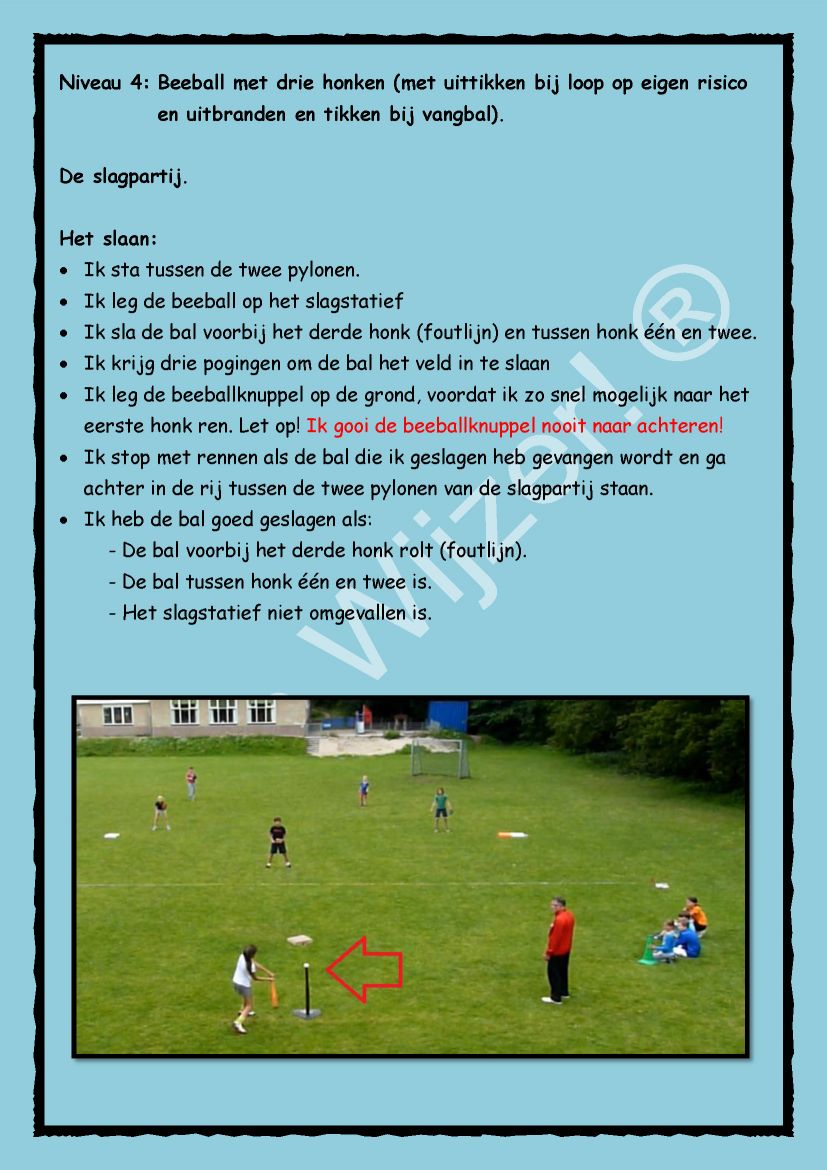 Niveau 4: Beeball met drie honken (met uittikken bij loop op eigen risico
en uitbranden en tikken bij vangbal).
De slagpartij.
Het slaan:
• Ik sta tussen de twee pylonen.
• Ik leg de beeball op het slagstatief
• Ik sla de bal voorbij het derde honk (foutlijn) en tussen honk één en twee.
• Ik krijg drie pogingen om de bal het veld in te slaan
• Ik leg de beeballknuppel op de grond, voordat ik zo snel mogelijk naar het
eerste honk ren. Let op! Ik gooi de beeballknuppel nooit naar achteren!
• Ik stop met rennen als de bal die ik geslagen heb gevangen wordt en ga
achter in de rij tussen de twee pylonen van de slagpartij staan.
• Ik heb de bal goed geslagen als:
- De bal voorbij het derde honk rolt (foutlijn).
- De bal tussen honk één en twee is.
- Het slagstatief niet omgevallen is.
Wijzer! ®